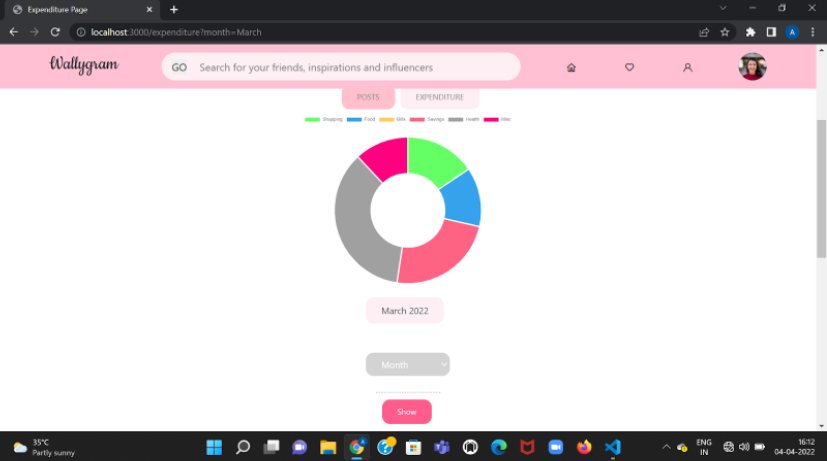 Expenditure Page
localhost:3000/expenditure?month=March
A
Wallygram
GO Search for your friends, inspirations and influencers
POSTS EXPENDITURE
Shopping Food Bills Savings Health Misc
March 2022
Month
Show
35°C
Partly sunny
ENG
IN
16:12
04-04-2022